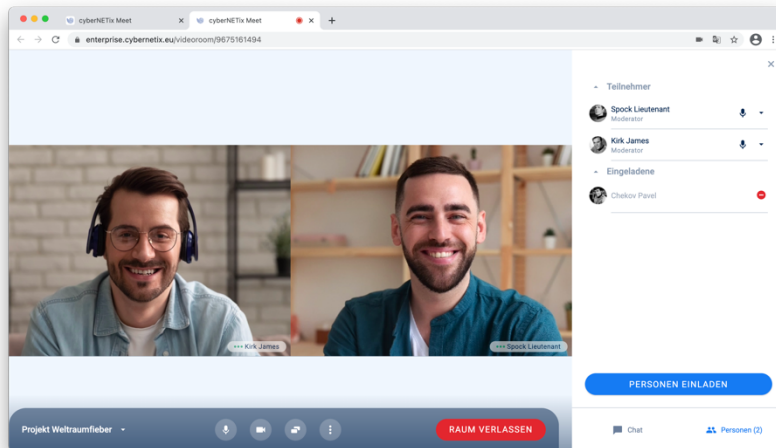 cyberNETix Meet
cyberNETix Meet
enterprise.cybernetix.eu/videoroom/9675161494
Teilnehmer
Spock Lieutenant
Moderator
Kirk James
Moderator
Eingeladene
Chekov Pavel
Kirk James
Spock Lieutenant
PERSONEN EINLADEN
Projekt Weltraumfieber
RAUM VERLASSEN
Chat
Personen (2)